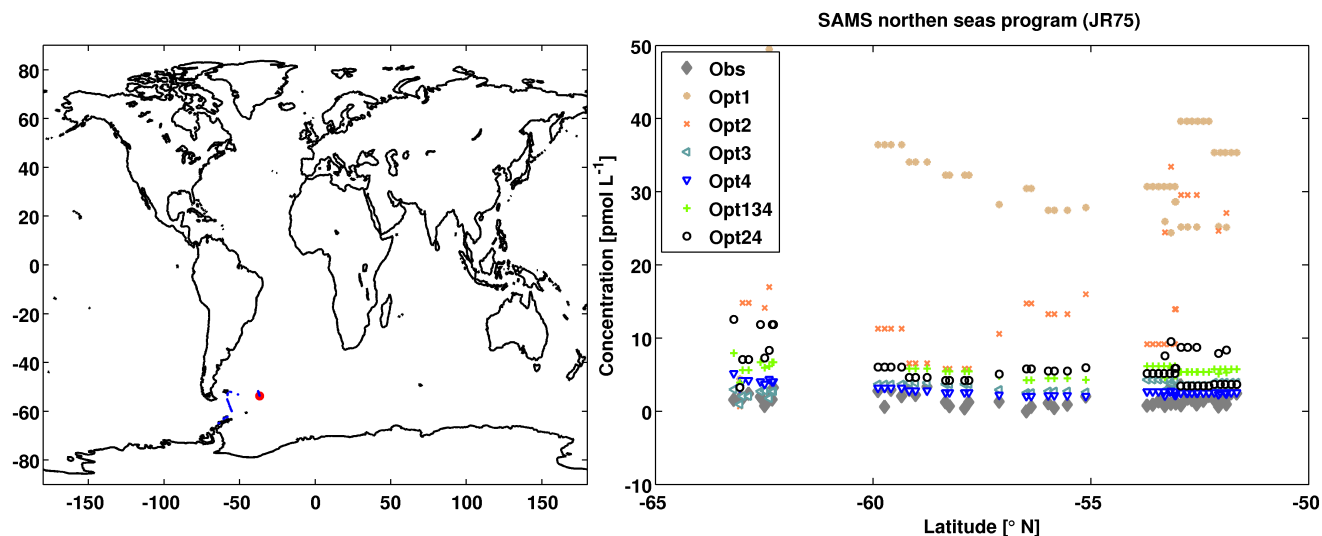 SAMS northen seas program (JR75)
80
60
40
20
0
-20
-40
-60
-80
-150
-100
-50
0
50
100
150
Concentration [pmol L⁻¹]
50
40
30
20
10
0
-10
Obs
Opt1
Opt2
Opt3
Opt4
Opt134
Opt24
-65
-60
-55
-50
Latitude [° N]